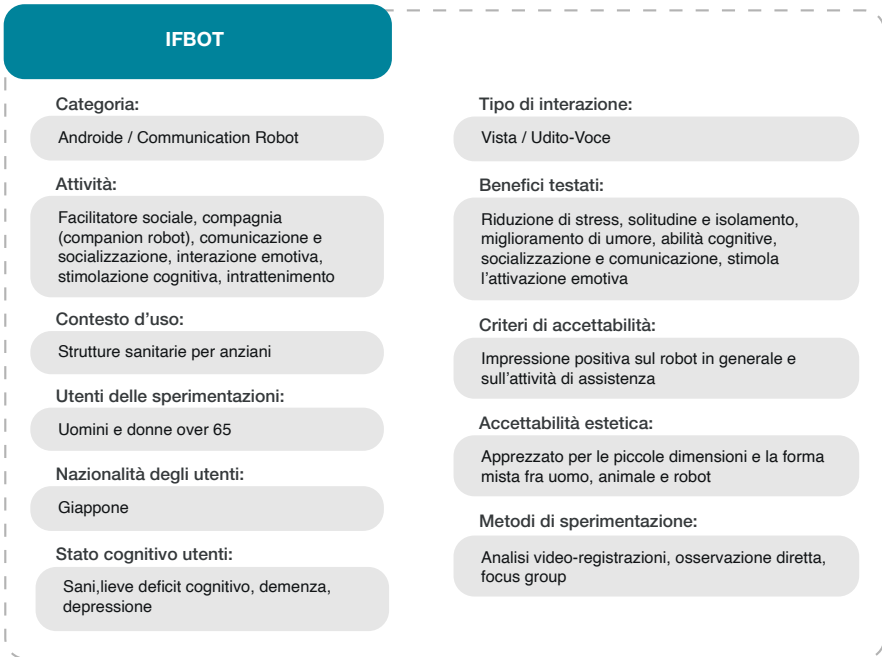 IFBOT
Categoria:
Androide / Communication Robot
Attività:
Facilitatore sociale, compagnia
(companion robot), comunicazione e
socializzazione, interazione emotiva,
stimolazione cognitiva, intrattenimento
Contesto d’uso:
Strutture sanitarie per anziani
Utenti delle sperimentazioni:
Uomini e donne over 65
Nazionalità degli utenti:
Giappone
Stato cognitivo utenti:
Sani,lieve deficit cognitivo, demenza,
depressione
Tipo di interazione:
Vista / Udito-Voce
Benefici testati:
Riduzione di stress, solitudine e isolamento,
miglioramento di umore, abilità cognitive,
socializzazione e comunicazione, stimola
l’attivazione emotiva
Criteri di accettabilità:
Impressione positiva sul robot in generale e
sull’attività di assistenza
Accettabilità estetica:
Apprezzato per le piccole dimensioni e la forma
mista fra uomo, animale e robot
Metodi di sperimentazione:
Analisi video-registrazioni, osservazione diretta,
focus group